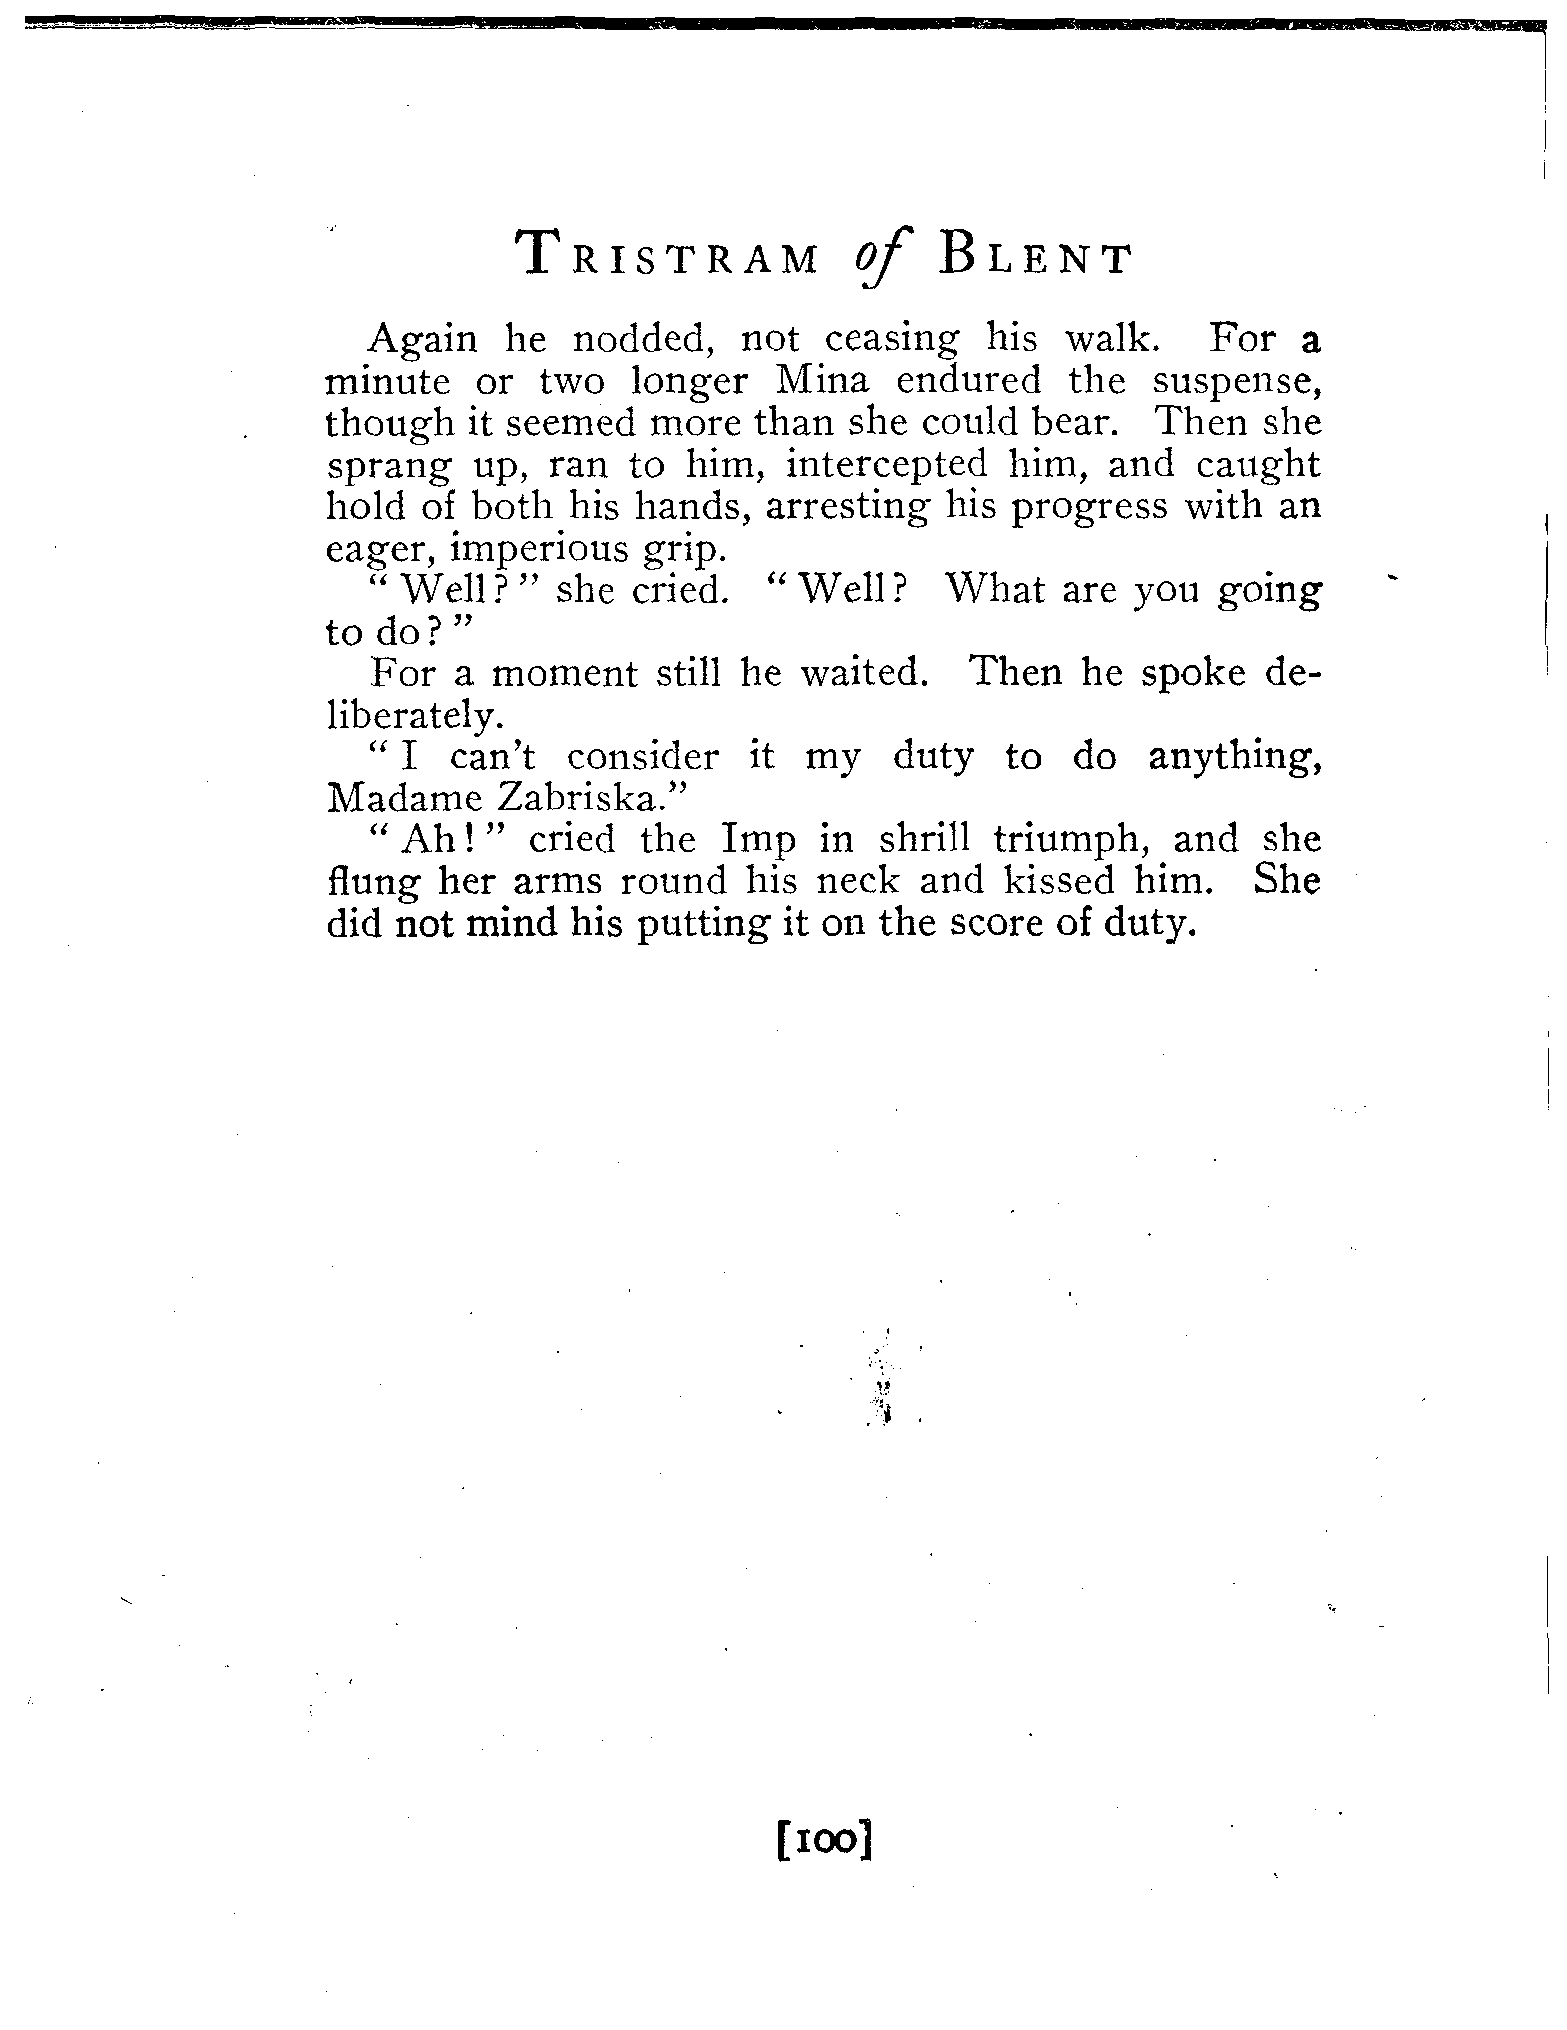 TRISTRAM of BLENT
Again he nodded, not ceasing his walk. For a
minute or two longer Mina endured the suspense,
though it seemed more than she could bear. Then she
sprang up, ran to him, intercepted him, and caught
hold of both his hands, arresting his progress with an
eager, imperious grip.
“ Well? ” she cried. “ Well? What are you going
to do? ”
For a moment still he waited. Then he spoke de-
liberately.
“ I can't consider it my duty to do anything,
Madame Zabriska.”
“ Ah! ” cried the Imp in shrill triumph, and she
flung her arms round his neck and kissed him. She
did not mind his putting it on the score of duty.
[100]